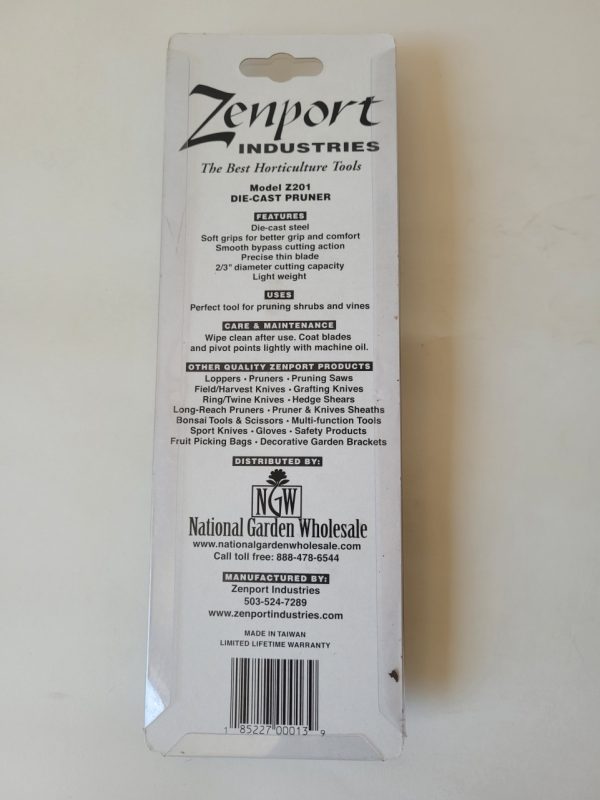 Zenport
INDUSTRIES
The Best Horticulture Tools
Model Z201
DIE-CAST PRUNER
FEATURES
Die-cast steel
Soft grips for better grip and comfort
Smooth bypass cutting action
Precise thin blade
2/3" diameter cutting capacity
Light weight
USES
Perfect tool for pruning shrubs and vines
CARE & MAINTENANCE
Wipe clean after use. Coat blades
and pivot points lightly with machine oil.
OTHER QUALITY ZENPORT PRODUCTS
Loppers • Pruners • Pruning Saws
Field/Harvest Knives • Grafting Knives
Ring/Twine Knives • Hedge Shears
Long-Reach Pruners • Pruner & Knives Sheaths
Bonsai Tools & Scissors • Multi-function Tools
Sport Knives • Gloves • Safety Products
Fruit Picking Bags • Decorative Garden Brackets
DISTRIBUTED BY:
NGW
National Garden Wholesale
www.nationalgardenwholesale.com
Call toll free: 888-478-6544
MANUFACTURED BY:
Zenport Industries
503-524-7289
www.zenportindustries.com
MADE IN TAIWAN
LIMITED LIFETIME WARRANTY
1 85227 00013 9